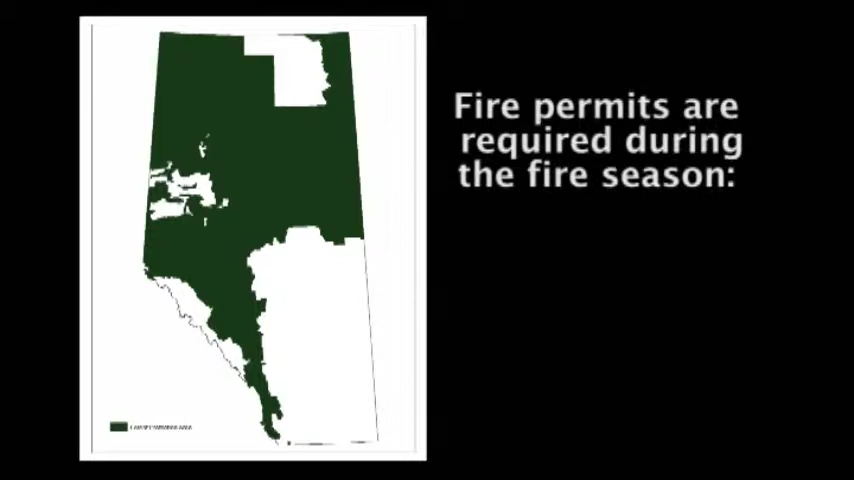 Fire permits are
required during
the fire season: